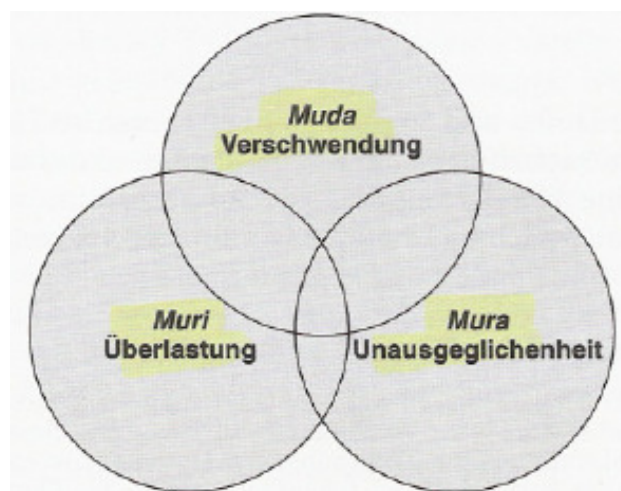 Muda
Verschwendung
Muri
Überlastung
Mura
Unausgeglichenheit